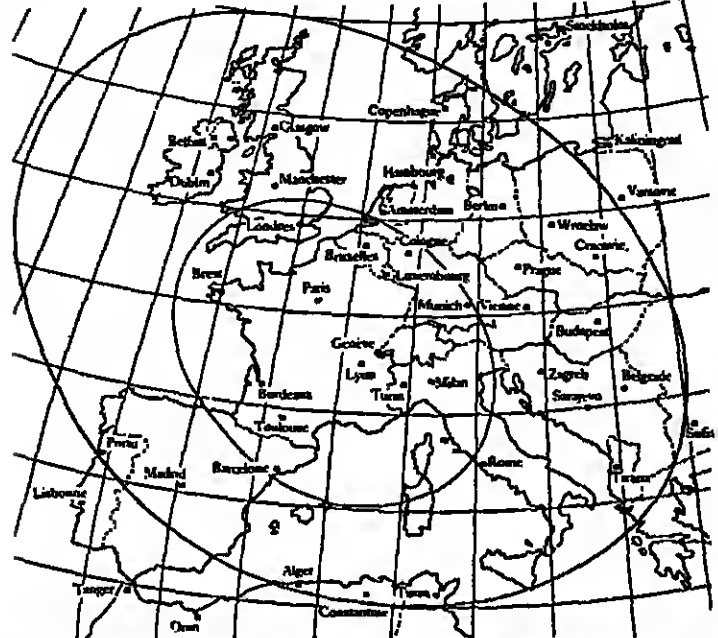 Stockholm
Copenhague
Glasgow
Belfast
Kaliningrad
Dublin
Manchester
Hambourg
Varsovie
Amsterdam
Berlin
Londres
Wroclaw
Bruxelles
Cologne
Cracovie
Brest
Luxembourg
Prague
Paris
Munich
Vienne
Budapest
Genève
Lyon
Turin
Milan
Zagreb
Belgrade
Bordeaux
Sarajevo
Toulouse
Sofia
Porto
Madrid
Barcelone
Rome
Tirana
Lisbonne
Alger
Tanger
Tunis
Constantine
Oran